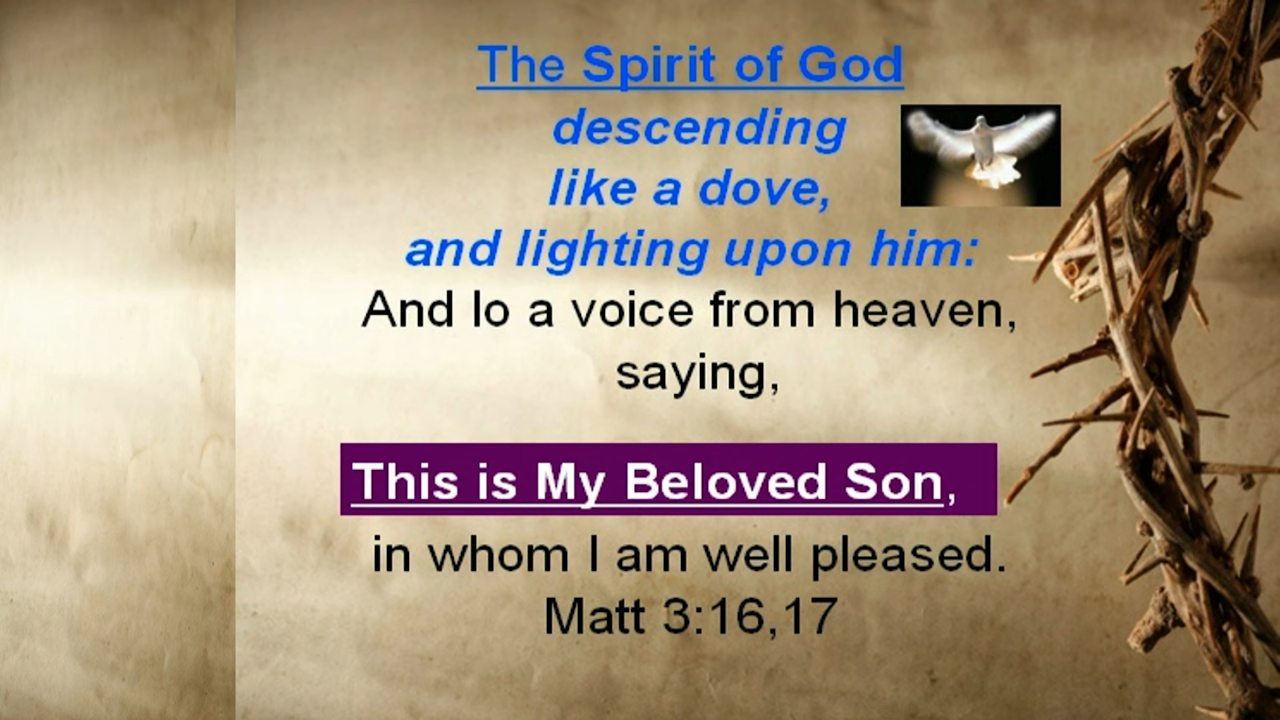 The Spirit of God
descending
like a dove,
and lighting upon him:
And lo a voice from heaven,
saying,
This is My Beloved Son,
in whom I am well pleased.
Matt 3:16,17